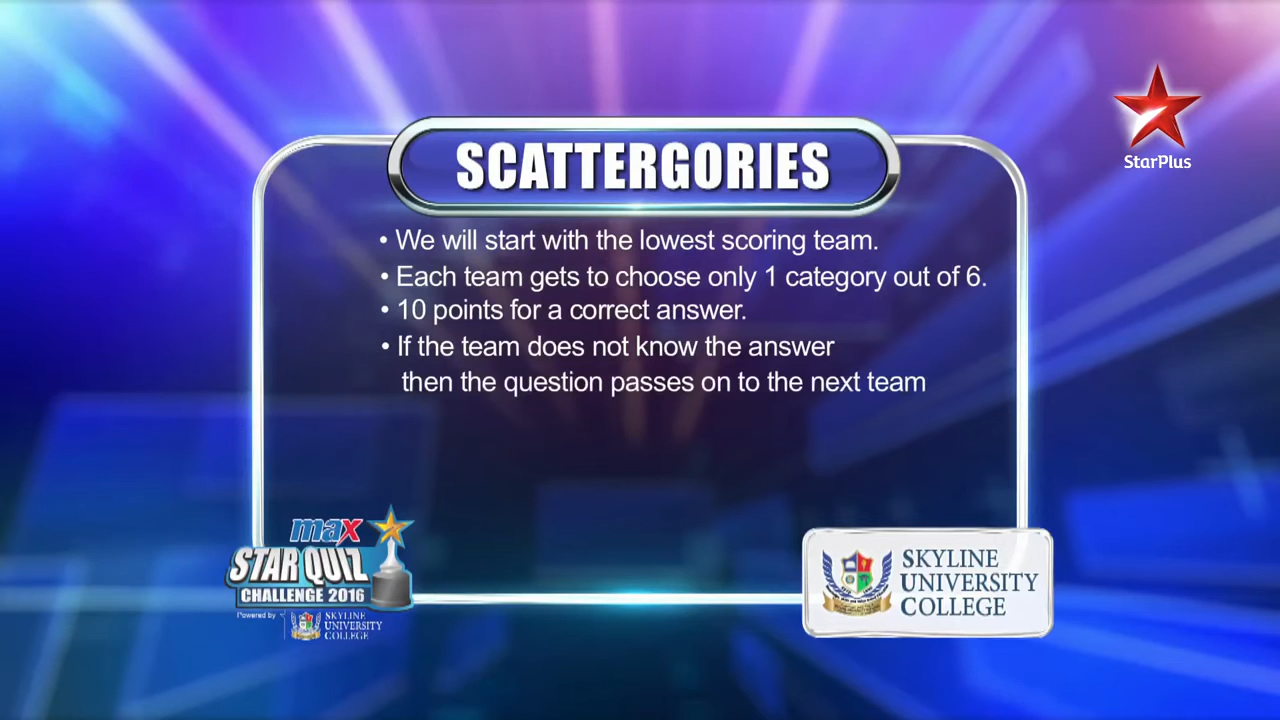 SCATTERGORIES
StarPlus
• We will start with the lowest scoring team.
• Each team gets to choose only 1 category out of 6.
• 10 points for a correct answer.
• If the team does not know the answer
then the question passes on to the next team
max
STAR QUIZ
CHALLENGE 2016
Powered by
SKYLINE
UNIVERSITY
COLLEGE
SKYLINE
UNIVERSITY
COLLEGE